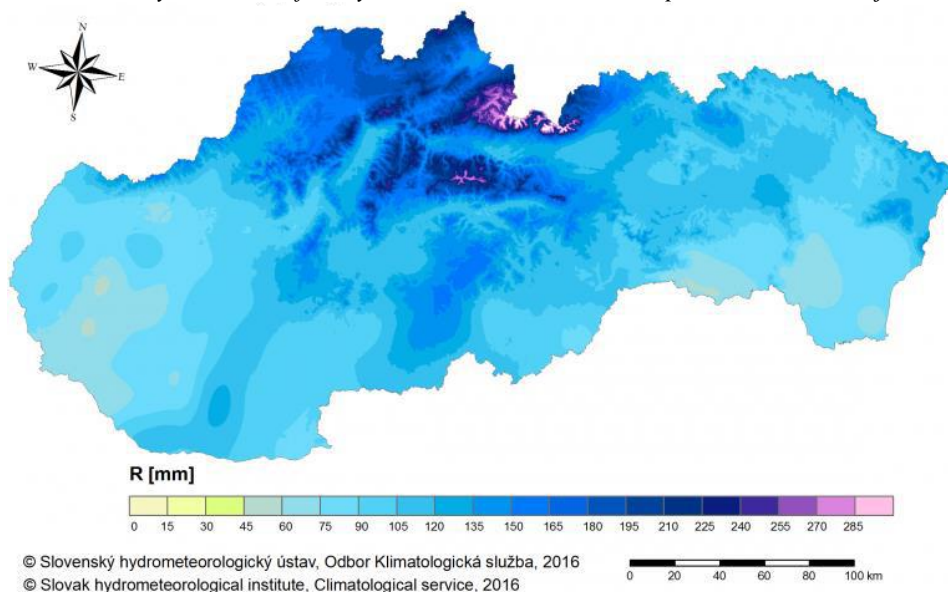 N
W
E
S
R [mm]
0 15 30 45 60 75 90 105 120 135 150 165 180 195 210 225 240 255 270 285
© Slovenský hydrometeorologický ústav, Odbor Klimatologická služba, 2016
© Slovak hydrometeorological institute, Climatological service, 2016
0 20 40 60 80 100 km